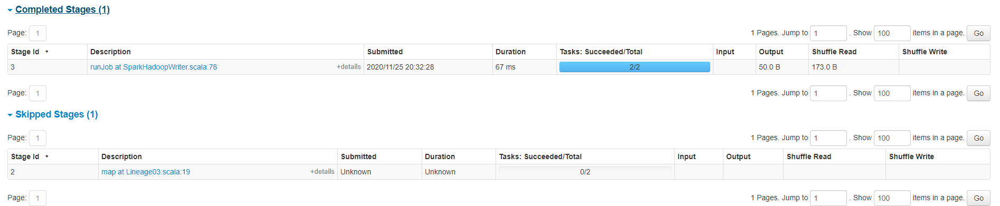 Completed Stages (1)
Page: 1 1 Pages. Jump to 1 . Show 100 items in a page. Go
Stage Id Description Submitted Duration Tasks: Succeeded/Total Input Output Shuffle Read Shuffle Write
3 runJob at SparkHadoopWriter.scala:78 +details 2020/11/25 20:32:28 67 ms 2/2 50.0 B 173.0 B
Page: 1 1 Pages. Jump to 1 . Show 100 items in a page. Go
Skipped Stages (1)
Page: 1 1 Pages. Jump to 1 . Show 100 items in a page. Go
Stage Id Description Submitted Duration Tasks: Succeeded/Total Input Output Shuffle Read Shuffle Write
2 map at Lineage03.scala:19 +details Unknown Unknown 0/2
Page: 1 1 Pages. Jump to 1 . Show 100 items in a page. Go